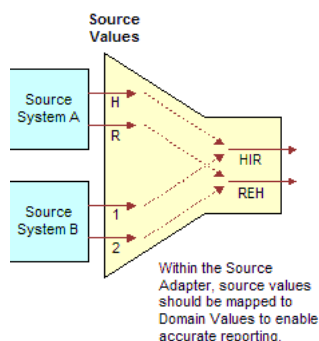 Source
Values
Source
System A
H
R
HIR
REH
Source
System B
1
2
Within the Source
Adapter, source values
should be mapped to
Domain Values to enable
accurate reporting.